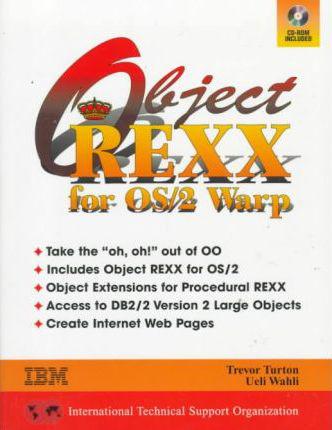 CD-ROM
INCLUDED
Object
REXX
for OS/2 Warp
Take the “oh, oh!” out of OO
Includes Object REXX for OS/2
Object Extensions for Procedural REXX
Access to DB2/2 Version 2 Large Objects
Create Internet Web Pages
Trevor Turton
Ueli Wahli
IBM
International Technical Support Organization